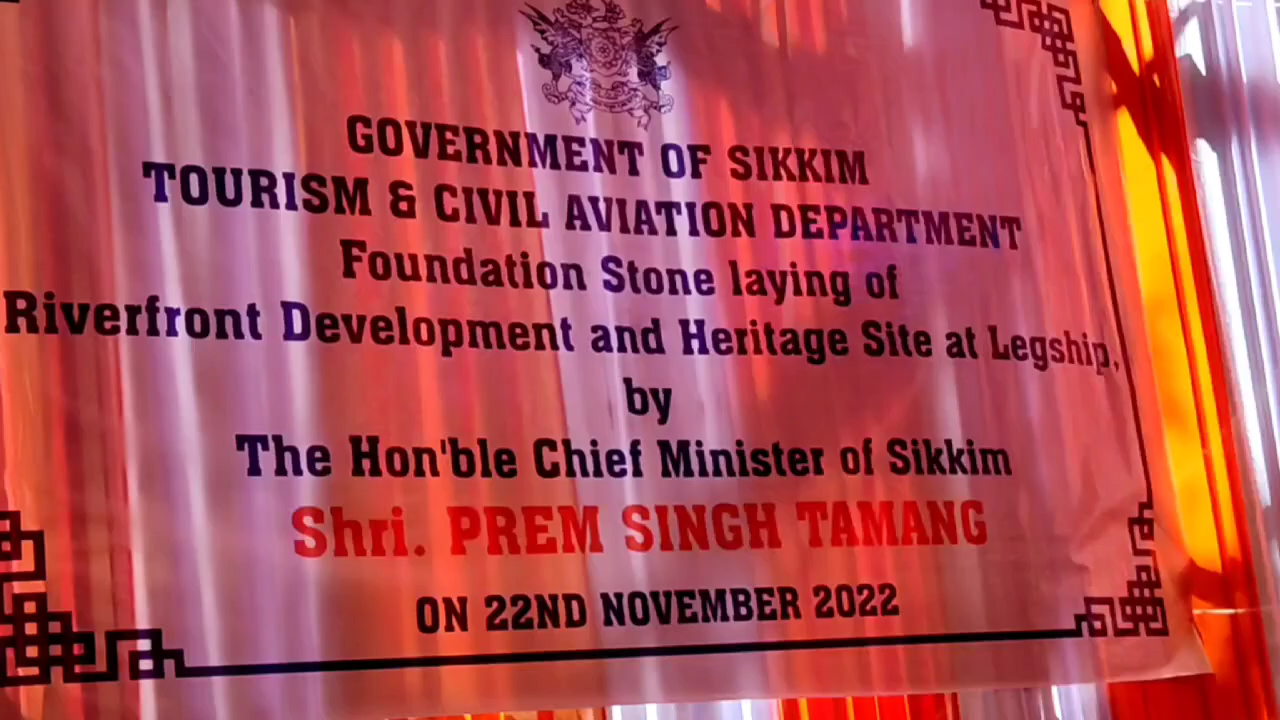 GOVERNMENT OF SIKKIM
TOURISM & CIVIL AVIATION DEPARTMENT
Foundation Stone laying of
Riverfront Development and Heritage Site at Legship,
by
The Hon'ble Chief Minister of Sikkim
Shri. PREM SINGH TAMANG
ON 22ND NOVEMBER 2022